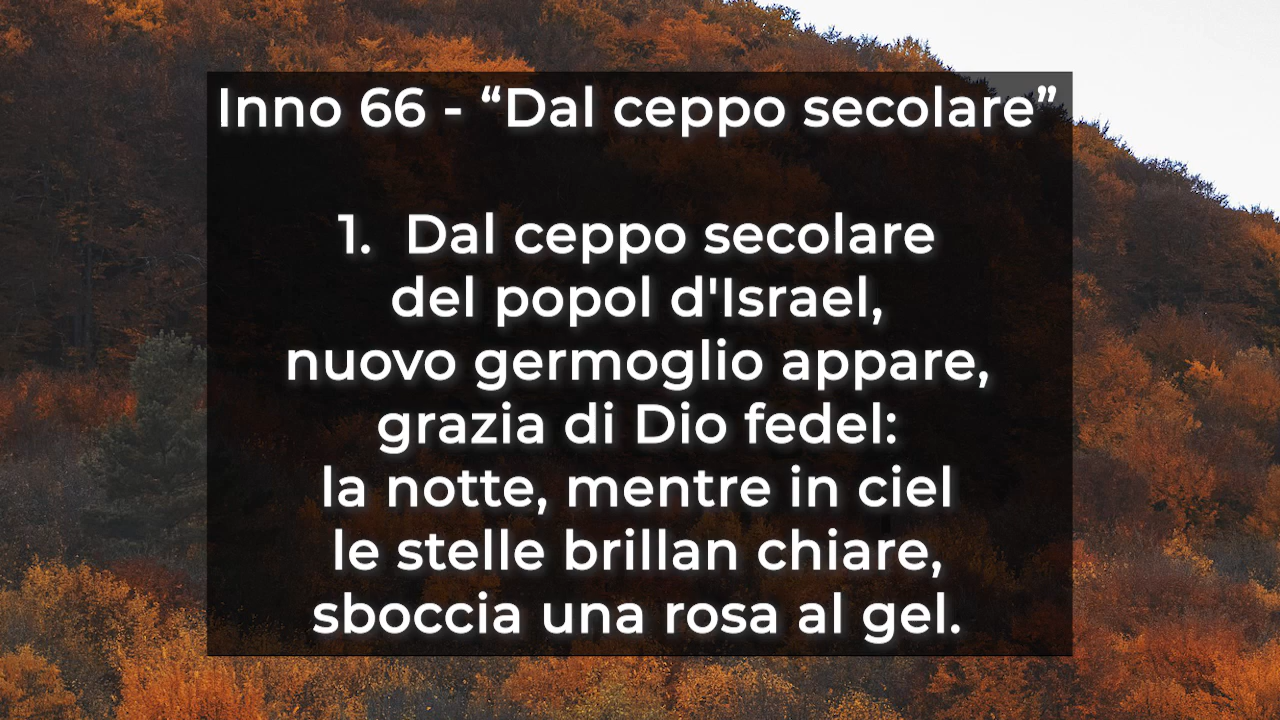 Inno 66 - “Dal ceppo secolare”
1. Dal ceppo secolare
del popol d'Israel,
nuovo germoglio appare,
grazia di Dio fedel:
la notte, mentre in ciel
le stelle brillan chiare,
sboccia una rosa al gel.